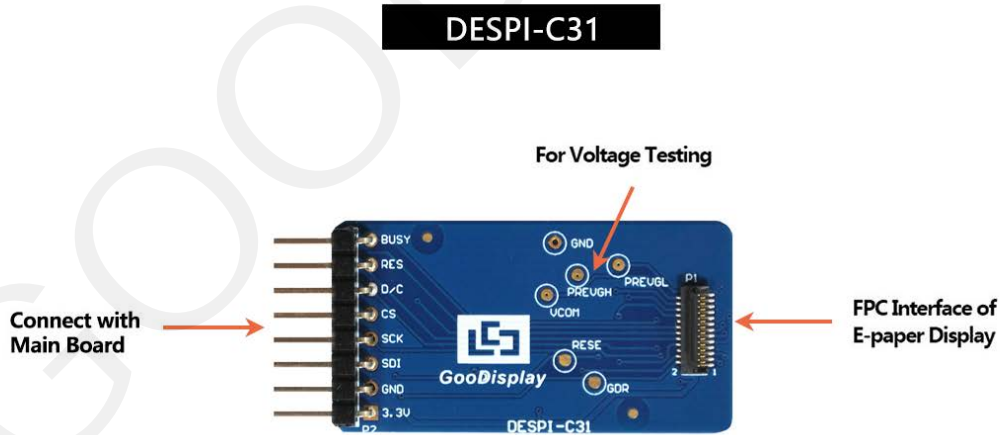 DESPI-C31
For Voltage Testing
BUSY
RES
D/C
CS
SCK
SDI
GND
3.3V
P2
GND
PREVGH
PREVGL
VCOM
RESE
GDR
P1
2 1
GooDisplay
DESPI-C31
Connect with
Main Board
FPC Interface of
E-paper Display
GOO